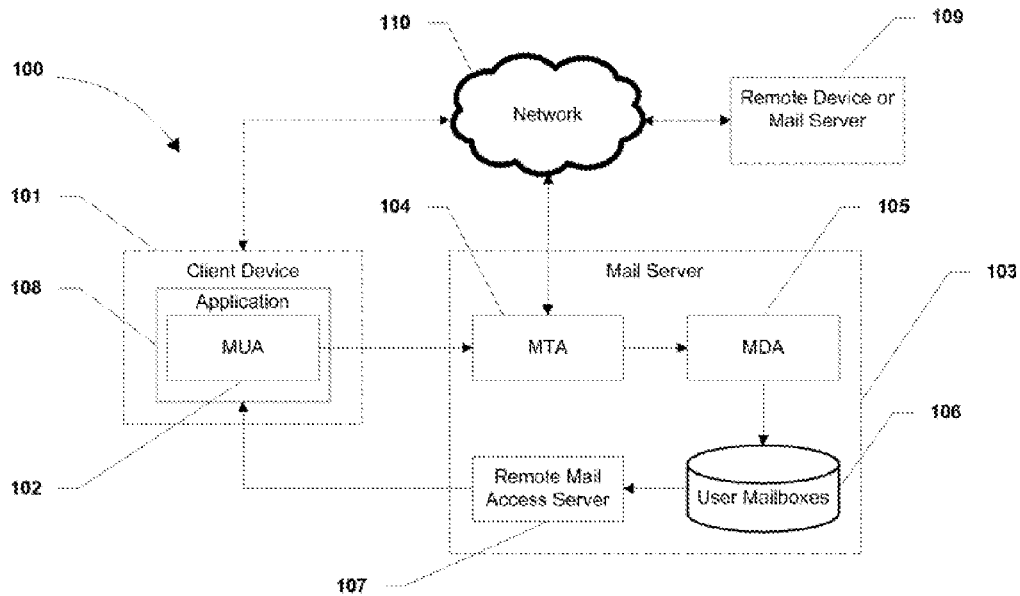 110
109
100
Network
Remote Device or
Mail Server
101
104
105
Client Device
Mail Server
103
108
Application
MUA
MTA
MDA
106
102
Remote Mail
Access Server
User Mailboxes
107